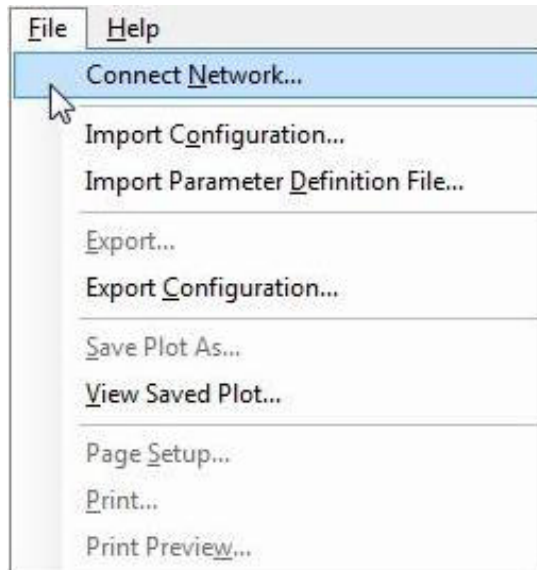 File Help
Connect Network...
Import Configuration...
Import Parameter Definition File...
Export...
Export Configuration...
Save Plot As...
View Saved Plot...
Page Setup...
Print...
Print Preview...